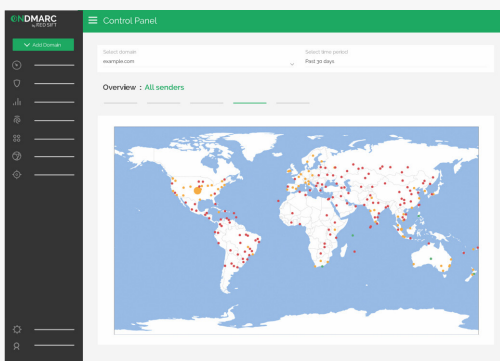 ONDMARC
by RED SIFT
Control Panel
Add Domain
Select domain
Select time period
example.com
Past 30 days
Overview : All senders